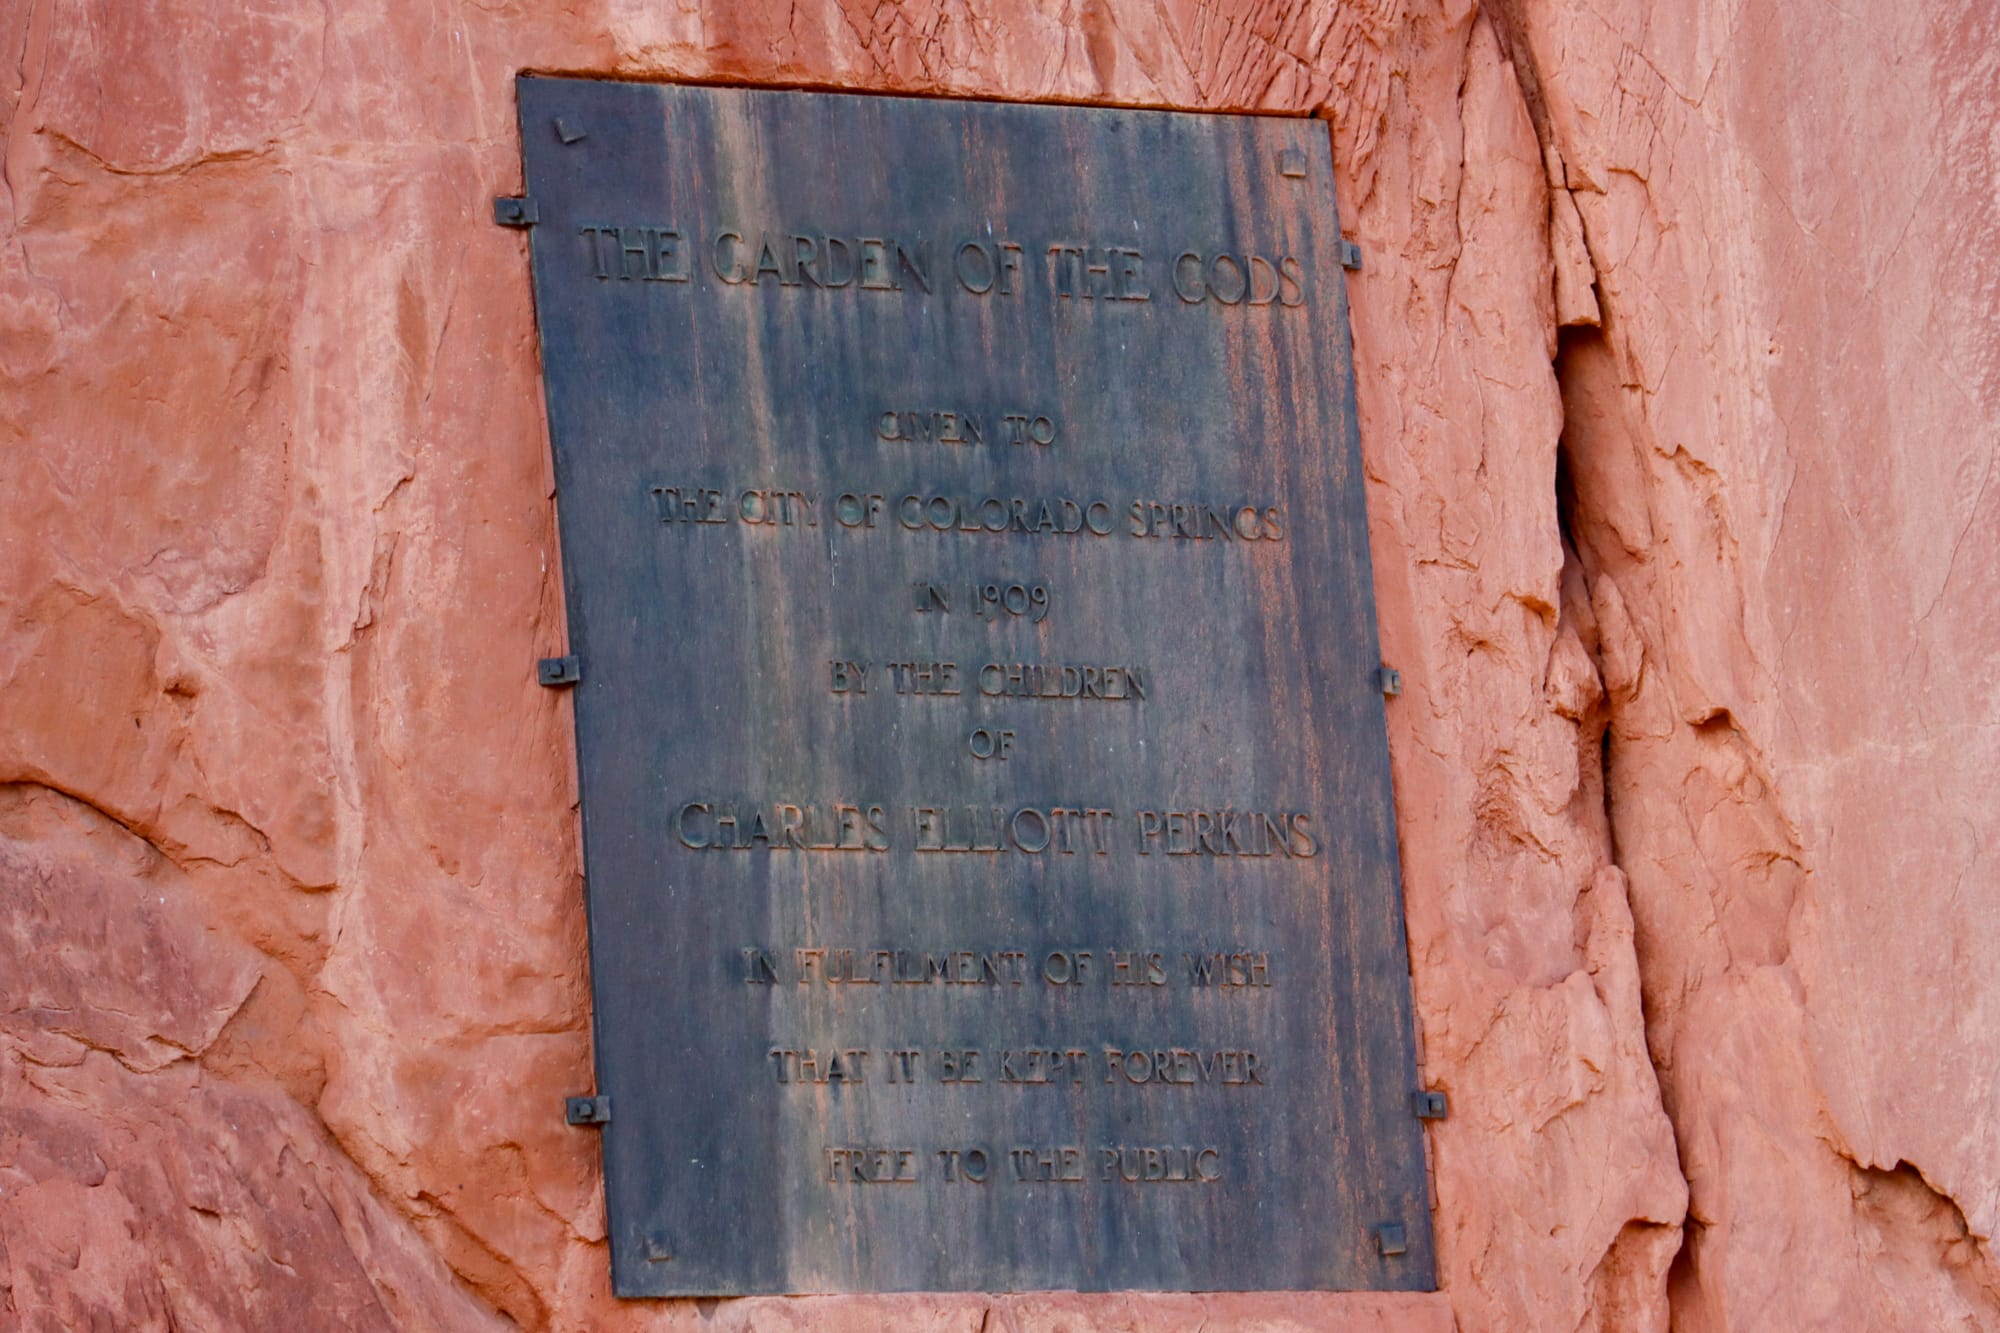 THE GARDEN OF THE GODS
GIVEN TO
THE CITY OF COLORADO SPRINGS
IN 1909
BY THE CHILDREN
OF
CHARLES ELLIOTT PERKINS
IN FULFILMENT OF HIS WISH
THAT IT BE KEPT FOREVER
FREE TO THE PUBLIC